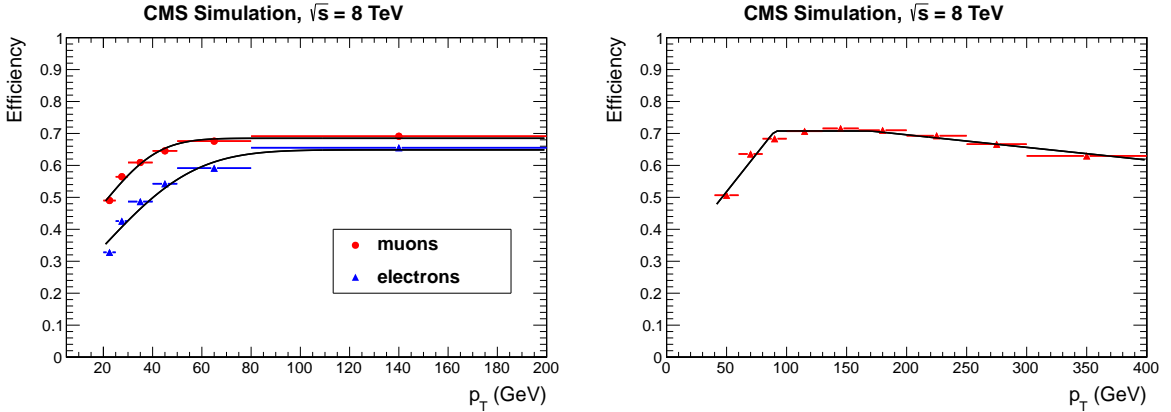 CMS Simulation, √s = 8 TeV
Efficiency
1
0.9
0.8
0.7
0.6
0.5
0.4
0.3
0.2
0.1
0
muons
electrons
20 40 60 80 100 120 140 160 180 200
p_T (GeV)
CMS Simulation, √s = 8 TeV
Efficiency
1
0.9
0.8
0.7
0.6
0.5
0.4
0.3
0.2
0.1
0
0 50 100 150 200 250 300 350 400
p_T (GeV)